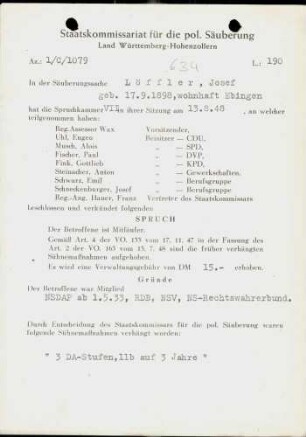 Staatskommissariat für die pol. Säuberung
Land Württemberg-Hohenzollern
Az.: 1/C/1079
634
L.: 190
In der Säuberungssache L ö f f l e r , Josef
geb. 17.9.1898, wohnhaft Ebingen
hat die Spruchkammer VII in ihrer Sitzung am 13.8.48 , an welcher
teilgenommen haben:
Reg.Assessor Wax Vorsitzender,
Uhl, Eugen Beisitzer — CDU,
Musch, Alois „ — SPD,
Fischer, Paul „ — DVP,
Fink, Gottlieb „ — KPD,
Steinacher, Anton „ — Gewerkschaften,
Schwarz, Emil „ — Berufsgruppe
Schreckenberger, Josef „ — Berufsgruppe
Reg.-Ang. Hauer, Franz Vertreter des Staatskommissats
beschlossen und verkündet folgenden
SPRUCH
Der Betroffene ist Mitläufer.
Gemäß Art. 4 der VO. 133 vom 17. 11. 47 in der Fassung des
Art. 2 der VO. 165 vom 13. 7. 48 sind die früher verhängten
Sühnemaßnahmen aufgehoben.
Es wird eine Verwaltungsgebühr von DM 15.- erhoben.
Gründe
Der Betroffene war Mitglied
NSDAP ab 1.5.33, RDB, NSV, NS-Rechtswahrerbund.
Durch Entscheidung des Staatskommissars für die pol. Säuberung waren
folgende Sühnemaßnahmen verhängt worden:
" 3 DA-Stufen,11b auf 3 Jahre "